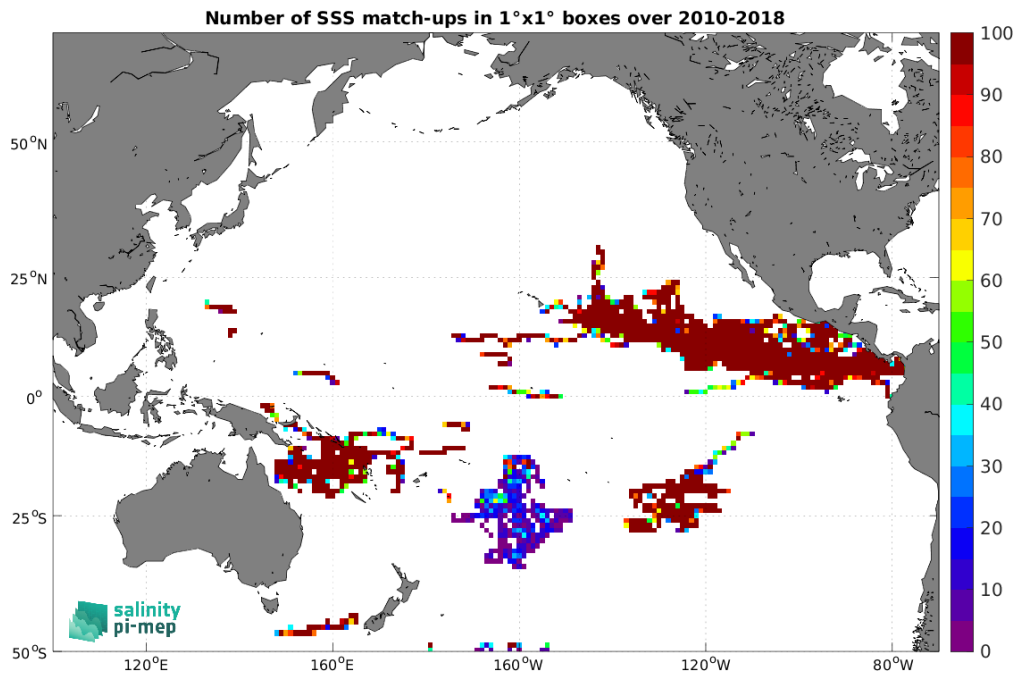 Number of SSS match-ups in 1°x1° boxes over 2010-2018
50°N
25°N
0°
25°S
50°S
120°E
160°E
160°W
120°W
80°W
100
90
80
70
60
50
40
30
20
10
0
salinity
pi-mep